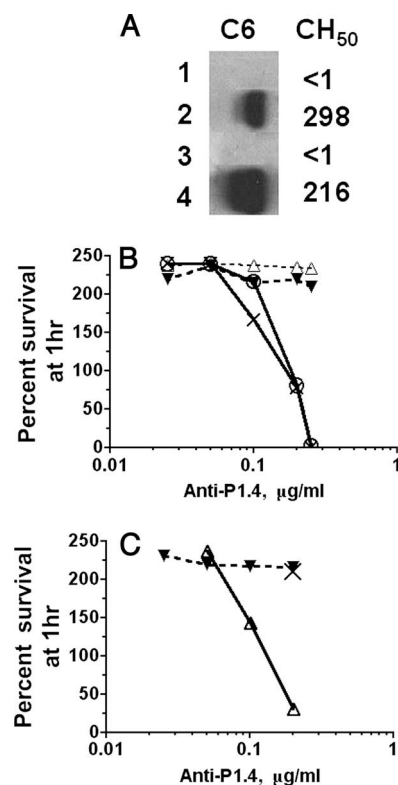 A
C6 CH50
1 <1
2 298
3 <1
4 216
B
250
200
150
100
50
0
Percent survival
at 1hr
0.01 0.1 1
Anti-P1.4, µg/ml
C
250
200
150
100
50
0
Percent survival
at 1hr
0.01 0.1 1
Anti-P1.4, µg/ml